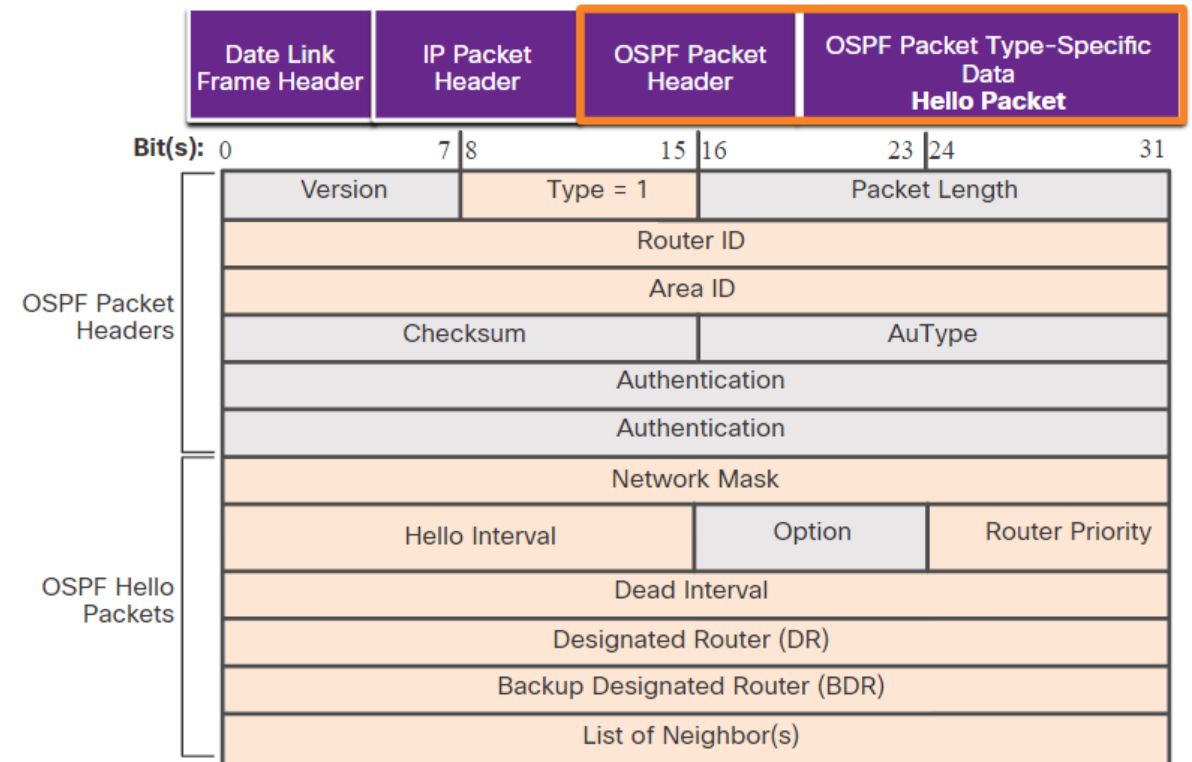 Date Link
Frame Header
IP Packet
Header
OSPF Packet
Header
OSPF Packet Type-Specific
Data
Hello Packet
Bit(s): 0 7 8 15 16 23 24 31
OSPF Packet
Headers
Version Type = 1 Packet Length
Router ID
Area ID
Checksum AuType
Authentication
Authentication
OSPF Hello
Packets
Network Mask
Hello Interval Option Router Priority
Dead Interval
Designated Router (DR)
Backup Designated Router (BDR)
List of Neighbor(s)